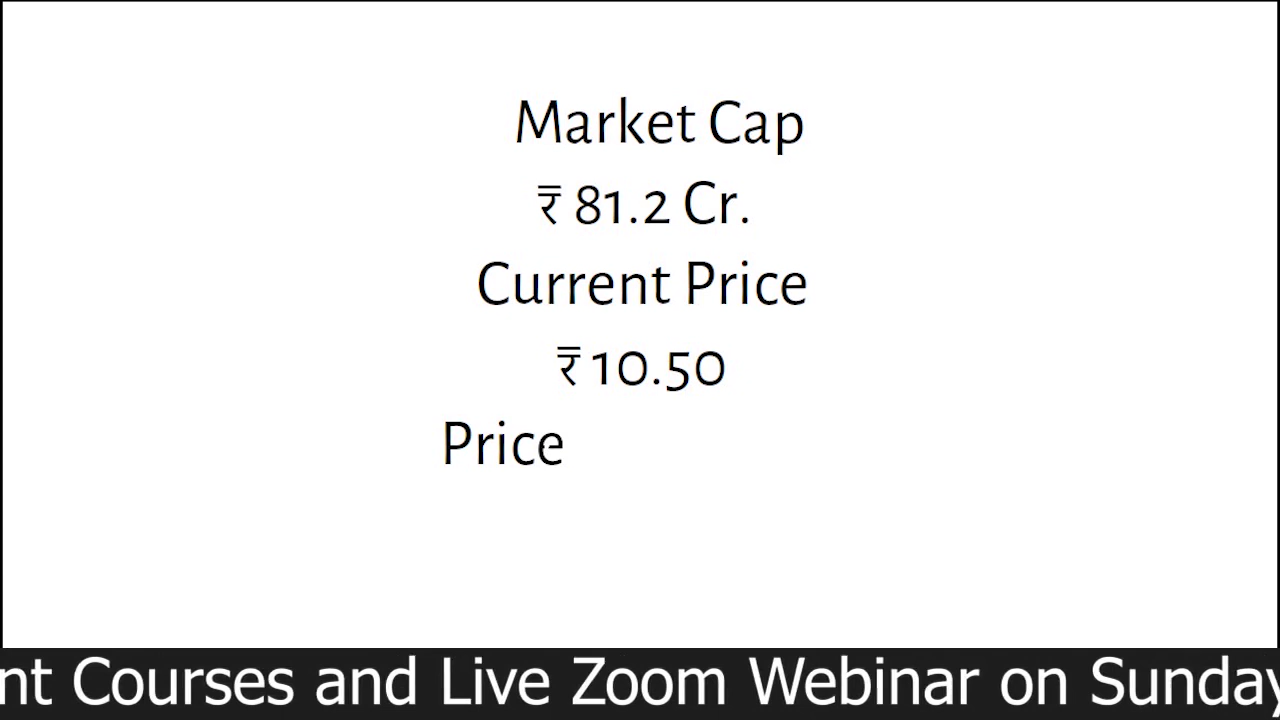 Market Cap
₹ 81.2 Cr.
Current Price
₹ 10.50
Price
nt Courses and Live Zoom Webinar on Sunday